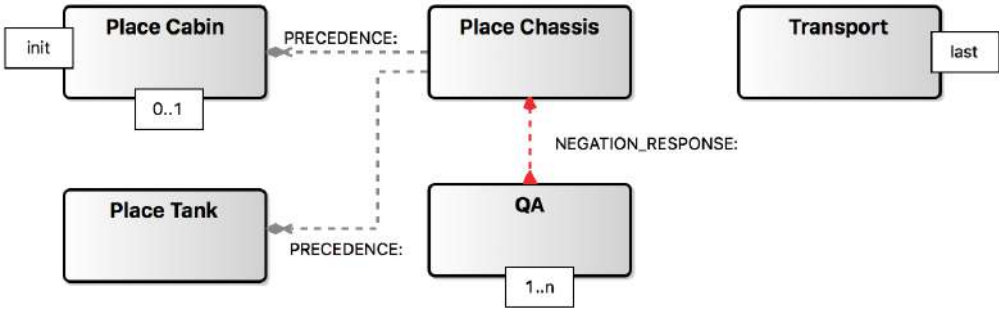 Place Cabin
init
0..1
PRECEDENCE:
Place Chassis
Transport
last
NEGATION_RESPONSE:
Place Tank
PRECEDENCE:
QA
1..n